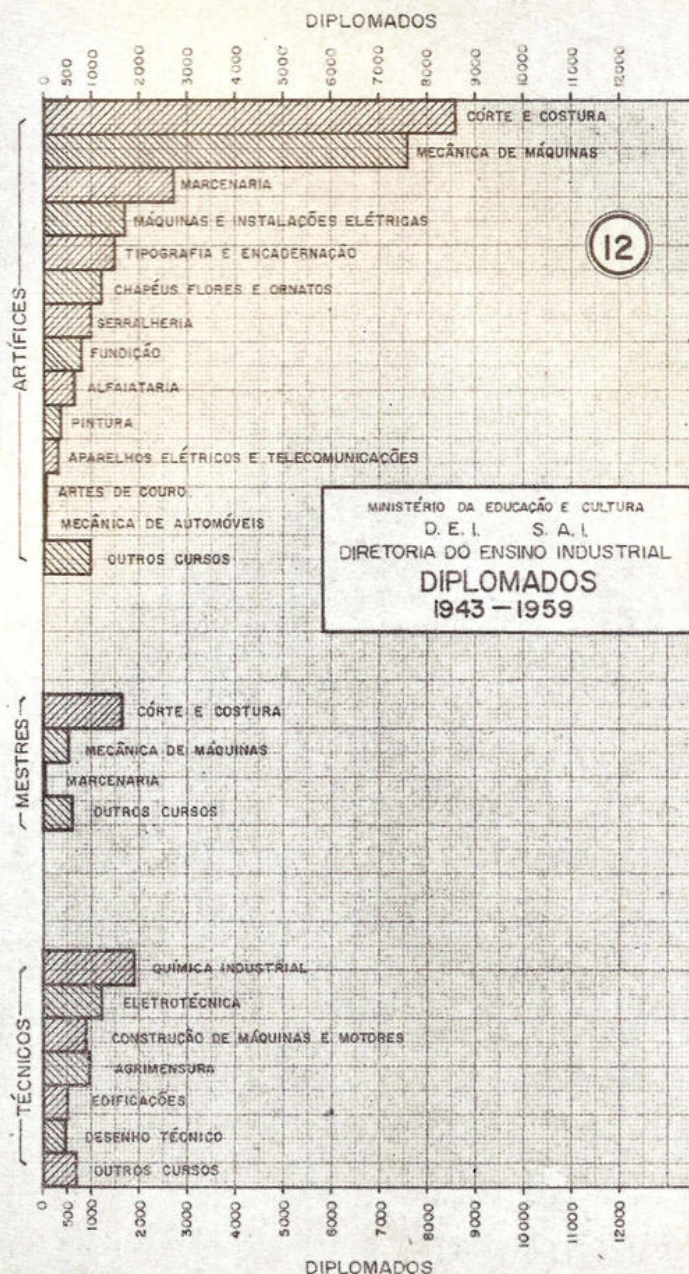 DIPLOMADOS
0 500 1000 2000 3000 4000 5000 6000 7000 8000 9000 10000 11000 12000
ARTÍFICES
CÓRTE E COSTURA
MECÂNICA DE MÁQUINAS
MARCENARIA
MÁQUINAS E INSTALAÇÕES ELÉTRICAS
TIPOGRAFIA E ENCADERNAÇÃO
12
CHAPÉUS FLORES E ORNATOS
SERRALHERIA
FUNDIÇÃO
ALFAIATARIA
PINTURA
APARELHOS ELÉTRICOS E TELECOMUNICAÇÕES
ARTES DE COURO
MECÂNICA DE AUTOMÓVEIS
OUTROS CURSOS
MINISTÉRIO DA EDUCAÇÃO E CULTURA
D. E. I. S. A. I.
DIRETORIA DO ENSINO INDUSTRIAL
DIPLOMADOS
1943 — 1959
MESTRES
CÓRTE E COSTURA
MECÂNICA DE MÁQUINAS
MARCENARIA
OUTROS CURSOS
TÉCNICOS
QUÍMICA INDUSTRIAL
ELETROTÉCNICA
CONSTRUÇÃO DE MÁQUINAS E MOTORES
AGRIMENSURA
EDIFICAÇÕES
DESENHO TÉCNICO
OUTROS CURSOS
0 500 1000 2000 3000 4000 5000 6000 7000 8000 9000 10000 11000 12000
DIPLOMADOS